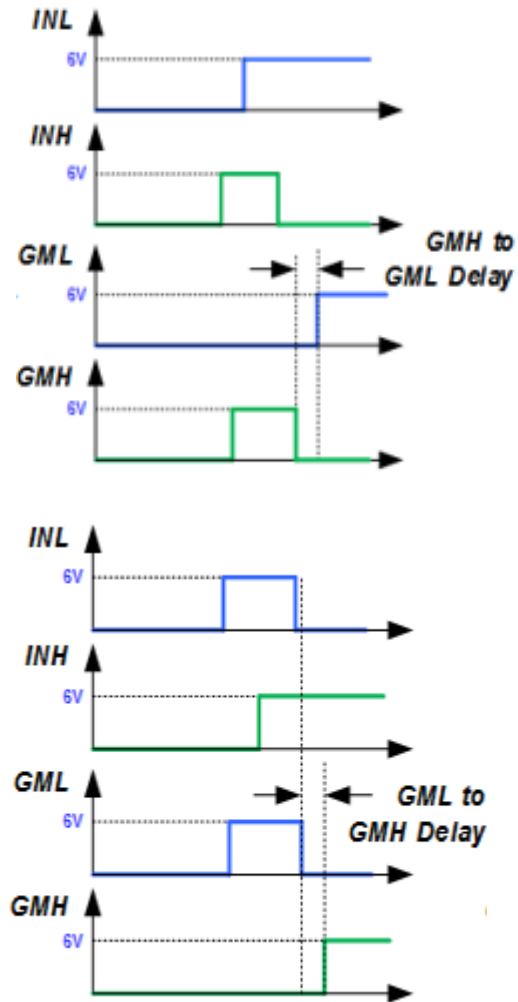 INL
6V
INH
6V
GMH to
GML Delay
GML
6V
GMH
6V
INL
6V
INH
6V
GML
GML to
GMH Delay
6V
GMH
6V